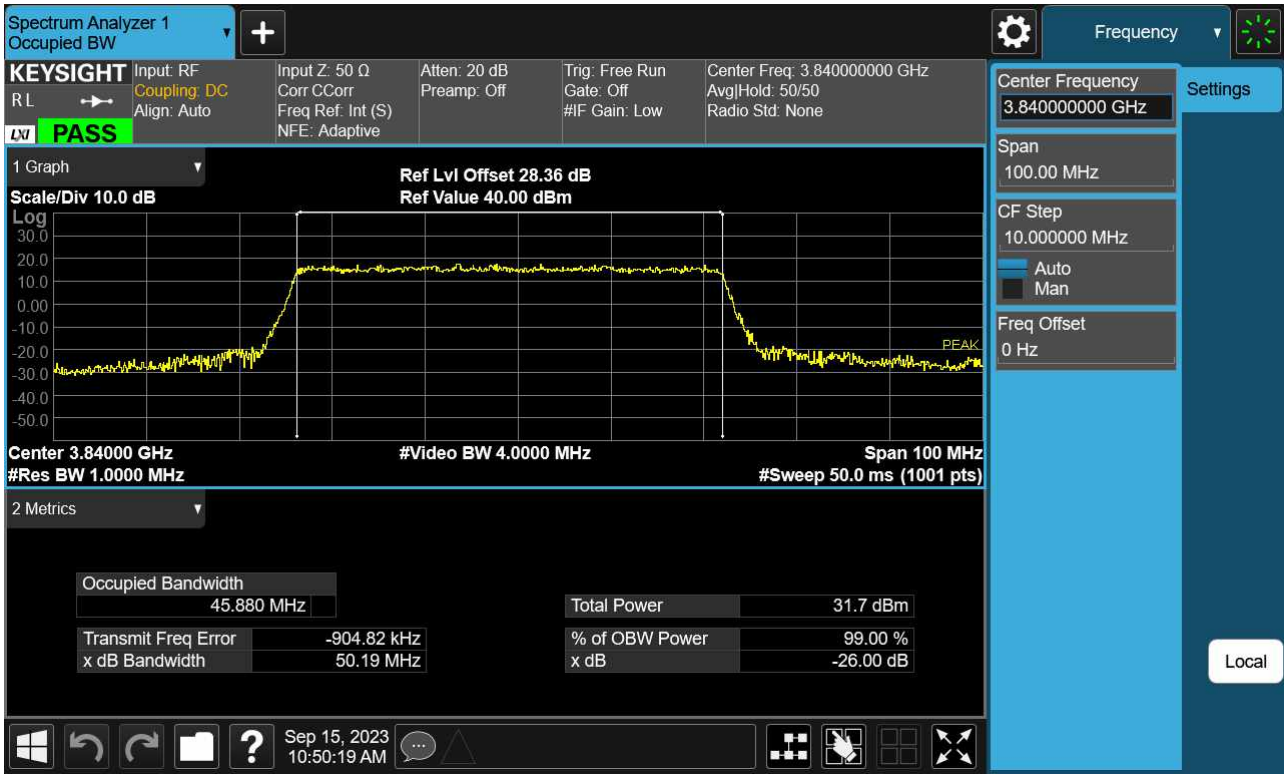 Spectrum Analyzer 1
Occupied BW
Frequency
KEYSIGHT
RL
LXI
PASS
Input: RF
Coupling: DC
Align: Auto
Input Z: 50 Ω
Corr CCorr
Freq Ref: Int (S)
NFE: Adaptive
Atten: 20 dB
Preamp: Off
Trig: Free Run
Gate: Off
#IF Gain: Low
Center Freq: 3.840000000 GHz
Avg|Hold: 50/50
Radio Std: None
Center Frequency
3.840000000 GHz
Settings
Span
100.00 MHz
CF Step
10.000000 MHz
Auto
Man
Freq Offset
0 Hz
Local
1 Graph
Ref Lvl Offset 28.36 dB
Scale/Div 10.0 dB
Ref Value 40.00 dBm
Log
30.0
20.0
10.0
0.00
-10.0
-20.0
-30.0
-40.0
-50.0
PEAK
Center 3.84000 GHz
#Video BW 4.0000 MHz
Span 100 MHz
#Res BW 1.0000 MHz
#Sweep 50.0 ms (1001 pts)
2 Metrics
Occupied Bandwidth
45.880 MHz
Total Power 31.7 dBm
Transmit Freq Error -904.82 kHz
% of OBW Power 99.00 %
x dB Bandwidth 50.19 MHz
x dB -26.00 dB
?
Sep 15, 2023
10:50:19 AM